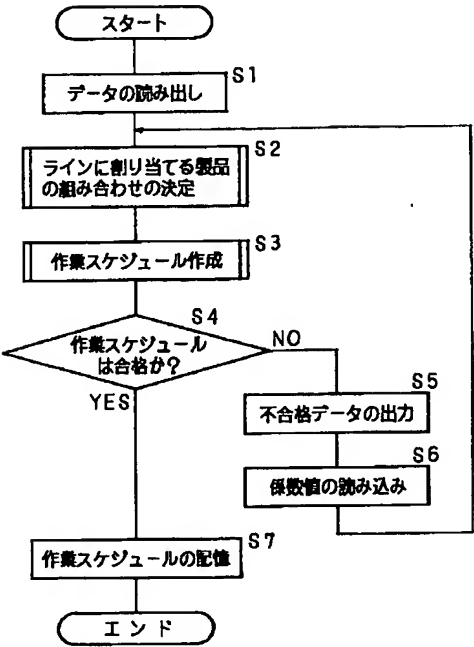 スタート
S1
データの読み出し
S2
ラインに割り当てる製品
の組み合わせの決定
S3
作業スケジュール作成
S4
作業スケジュール
は合格か?
NO
YES
S5
不合格データの出力
S6
係数値の読み込み
S7
作業スケジュールの記憶
エンド